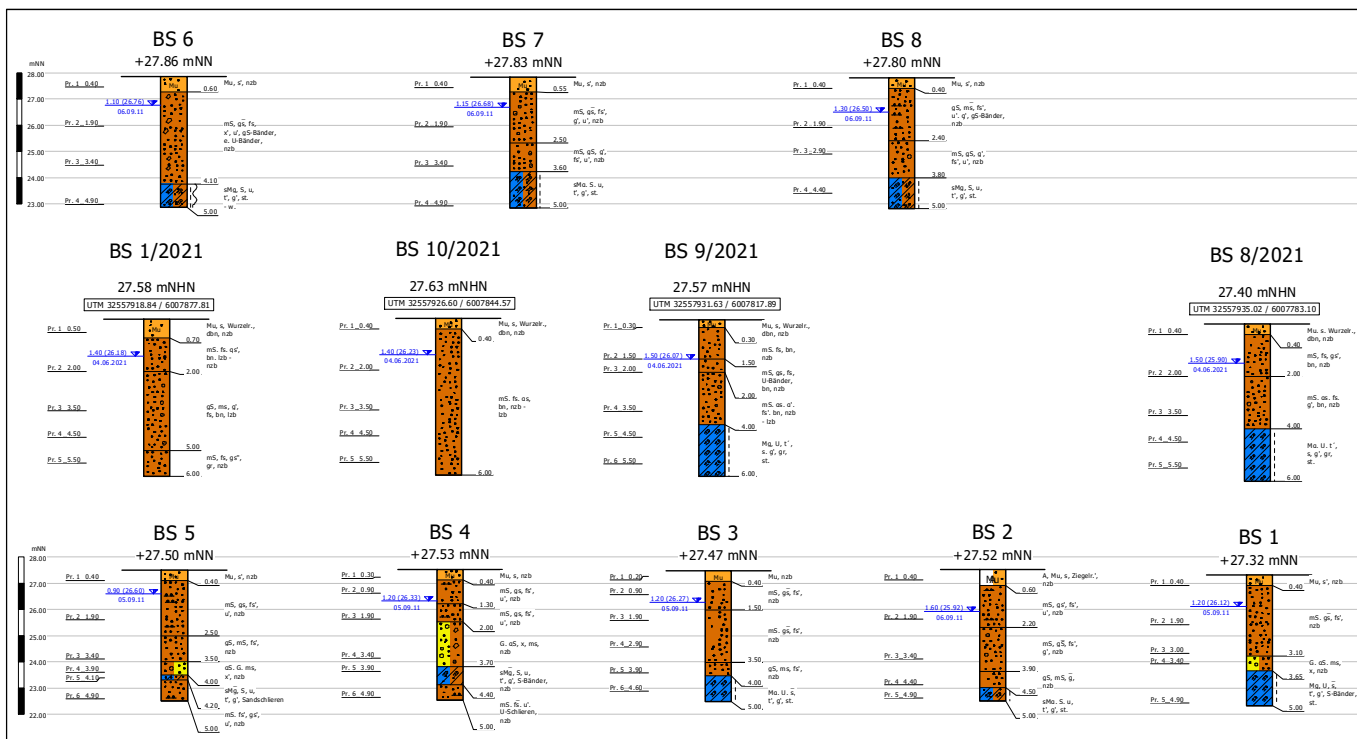 BS 6
+27.86 mNN
BS 7
+27.83 mNN
BS 8
+27.80 mNN
mNN
28.00
27.00
26.00
25.00
24.00
23.00
Pr. 1 0.40
1.10 (26.76)
06.09.11
Pr. 2 1.90
Pr. 3 3.40
Pr. 4 4.90
Mu
0.60
4.10
5.00
Mu, s', nzb
mS, gs̄, fs,
x', u', gS-Bänder,
e. U-Bänder,
nzb
sMg, S, u,
t', g', st.
- w.
Pr. 1 0.40
1.15 (26.68)
06.09.11
Pr. 2 1.90
Pr. 3 3.40
Pr. 4 4.90
Mu
0.55
2.50
3.60
5.00
Mu, s', nzb
mS, gs̄, fs',
g', u', nzb
mS, gS, g',
fs', u', nzb
sMg, S, u,
t', g', st.
Pr. 1 0.40
1.30 (26.50)
06.09.11
Pr. 2 1.90
Pr. 3 2.90
Pr. 4 4.40
Mu
0.40
2.40
3.80
5.00
Mu, s', nzb
gS, ms̄, fs',
u', g', gS-Bänder,
nzb
mS, gS, g',
fs', u', nzb
sMg, S, u,
t', g', st.
BS 1/2021
27.58 mNHN
UTM 32557918.84 / 6007877.81
BS 10/2021
27.63 mNHN
UTM 32557926.60 / 6007844.57
BS 9/2021
27.57 mNHN
UTM 32557931.63 / 6007817.89
BS 8/2021
27.40 mNHN
UTM 32557935.02 / 6007783.10
Pr. 1 0.50
1.40 (26.18)
04.06.2021
Pr. 2 2.00
Pr. 3 3.50
Pr. 4 4.50
Pr. 5 5.50
Mu
0.70
2.00
5.00
6.00
Mu, s, Wurzelr.,
dbn, nzb
mS, fs, gs',
bn, lzb -
nzb
gS, ms, g',
fs, bn, lzb
mS, fs, gs'',
gr, nzb
Pr. 1 0.40
1.40 (26.23)
04.06.2021
Pr. 2 2.00
Pr. 3 3.50
Pr. 4 4.50
Pr. 5 5.50
Mu
0.40
6.00
Mu, s, Wurzelr.,
dbn, nzb
mS, fs, gs,
bn, nzb -
lzb
Pr. 1 0.30
Pr. 2 1.50
1.50 (26.07)
04.06.2021
Pr. 3 2.00
Pr. 4 3.50
Pr. 5 4.50
Pr. 6 5.50
Mu
0.30
1.50
2.00
4.00
6.00
Mu, s, Wurzelr.,
dbn, nzb
mS, fs, bn,
nzb
mS, gs, fs,
U-Bänder,
bn, nzb
mS, gs, g',
fs', bn, nzb
- lzb
Mg, U, t',
s, g', gr,
st.
Pr. 1 0.40
1.50 (25.90)
04.06.2021
Pr. 2 2.00
Pr. 3 3.50
Pr. 4 4.50
Pr. 5 5.50
Mu
0.40
2.00
4.00
6.00
Mu, s, Wurzelr.,
dbn, nzb
mS, fs, gs',
bn, nzb
mS, gs, fs,
g', bn, nzb
Mg, U, t',
s, g', gr,
st.
BS 5
+27.50 mNN
BS 4
+27.53 mNN
BS 3
+27.47 mNN
BS 2
+27.52 mNN
BS 1
+27.32 mNN
mNN
28.00
27.00
26.00
25.00
24.00
23.00
22.00
Pr. 1 0.40
0.90 (26.60)
05.09.11
Pr. 2 1.90
Pr. 3 3.40
Pr. 4 3.90
Pr. 5 4.10
Pr. 6 4.90
Mu
0.40
2.50
3.50
4.00
4.20
5.00
Mu, s', nzb
mS, gs, fs',
u', nzb
gS, mS, fs',
u', nzb
gS, G, ms,
x', nzb
sMg, S, u,
t', g', Sandschlieren
mS, fs', gs',
u', nzb
Pr. 1 0.30
Pr. 2 0.90
1.20 (26.33)
05.09.11
Pr. 3 1.90
Pr. 4 3.40
Pr. 5 3.90
Pr. 6 4.90
Mu
0.40
1.30
2.00
3.70
4.40
5.00
Mu, s, nzb
mS, gs, fs',
u', nzb
mS, gs, fs',
u', nzb
G, gS, x, ms,
nzb
sMg, S, u,
t', g', S-Bänder,
nzb
mS, fs, u',
U-Schlieren,
nzb
Pr. 1 0.20
Pr. 2 0.90
1.20 (26.27)
05.09.11
Pr. 3 1.90
Pr. 4 2.90
Pr. 5 3.90
Pr. 6 4.60
Mu
0.40
1.50
3.50
4.00
5.00
Mu, nzb
mS, gs, fs',
nzb
mS, gs̄, fs',
u', nzb
gS, ms, fs',
nzb
Mg, U, s̄,
t', g', st.
Pr. 1 0.40
1.60 (25.92)
06.09.11
Pr. 2 1.90
Pr. 3 3.40
Pr. 4 4.40
Pr. 5 4.90
Mu
0.60
2.20
3.90
4.50
5.00
A, Mu, s, Ziegelr.',
nzb
mS, gs', fs',
u', nzb
mS, gs̄, fs',
g', nzb
gS, mS, ḡ,
nzb
sMg, S, u,
t', g', st.
Pr. 1 0.40
1.20 (26.12)
05.09.11
Pr. 2 1.90
Pr. 3 3.00
Pr. 4 3.40
Pr. 5 4.90
Mu
0.40
3.10
3.65
5.00
Mu, s', nzb
mS, gs̄, fs',
nzb
G, gS, ms,
x, nzb
Mg, U, s̄,
t', g', S-Bänder,
st.